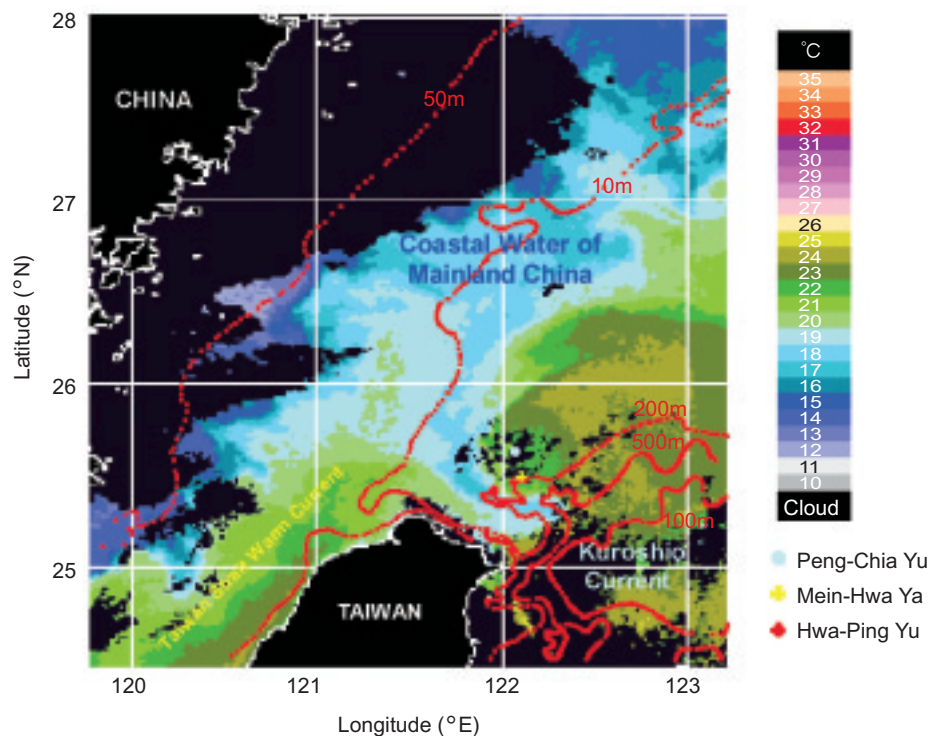 28
27
26
25
Latitude (°N)
120
121
122
123
Longitude (°E)
CHINA
50m
10m
Coastal Water of
Mainland China
200m
500m
100m
Taiwan Strait Warm Current
Kuroshio
Current
TAIWAN
°C
35
34
33
32
31
30
29
28
27
26
25
24
23
22
21
20
19
18
17
16
15
14
13
12
11
10
Cloud
Peng-Chia Yu
Mein-Hwa Ya
Hwa-Ping Yu